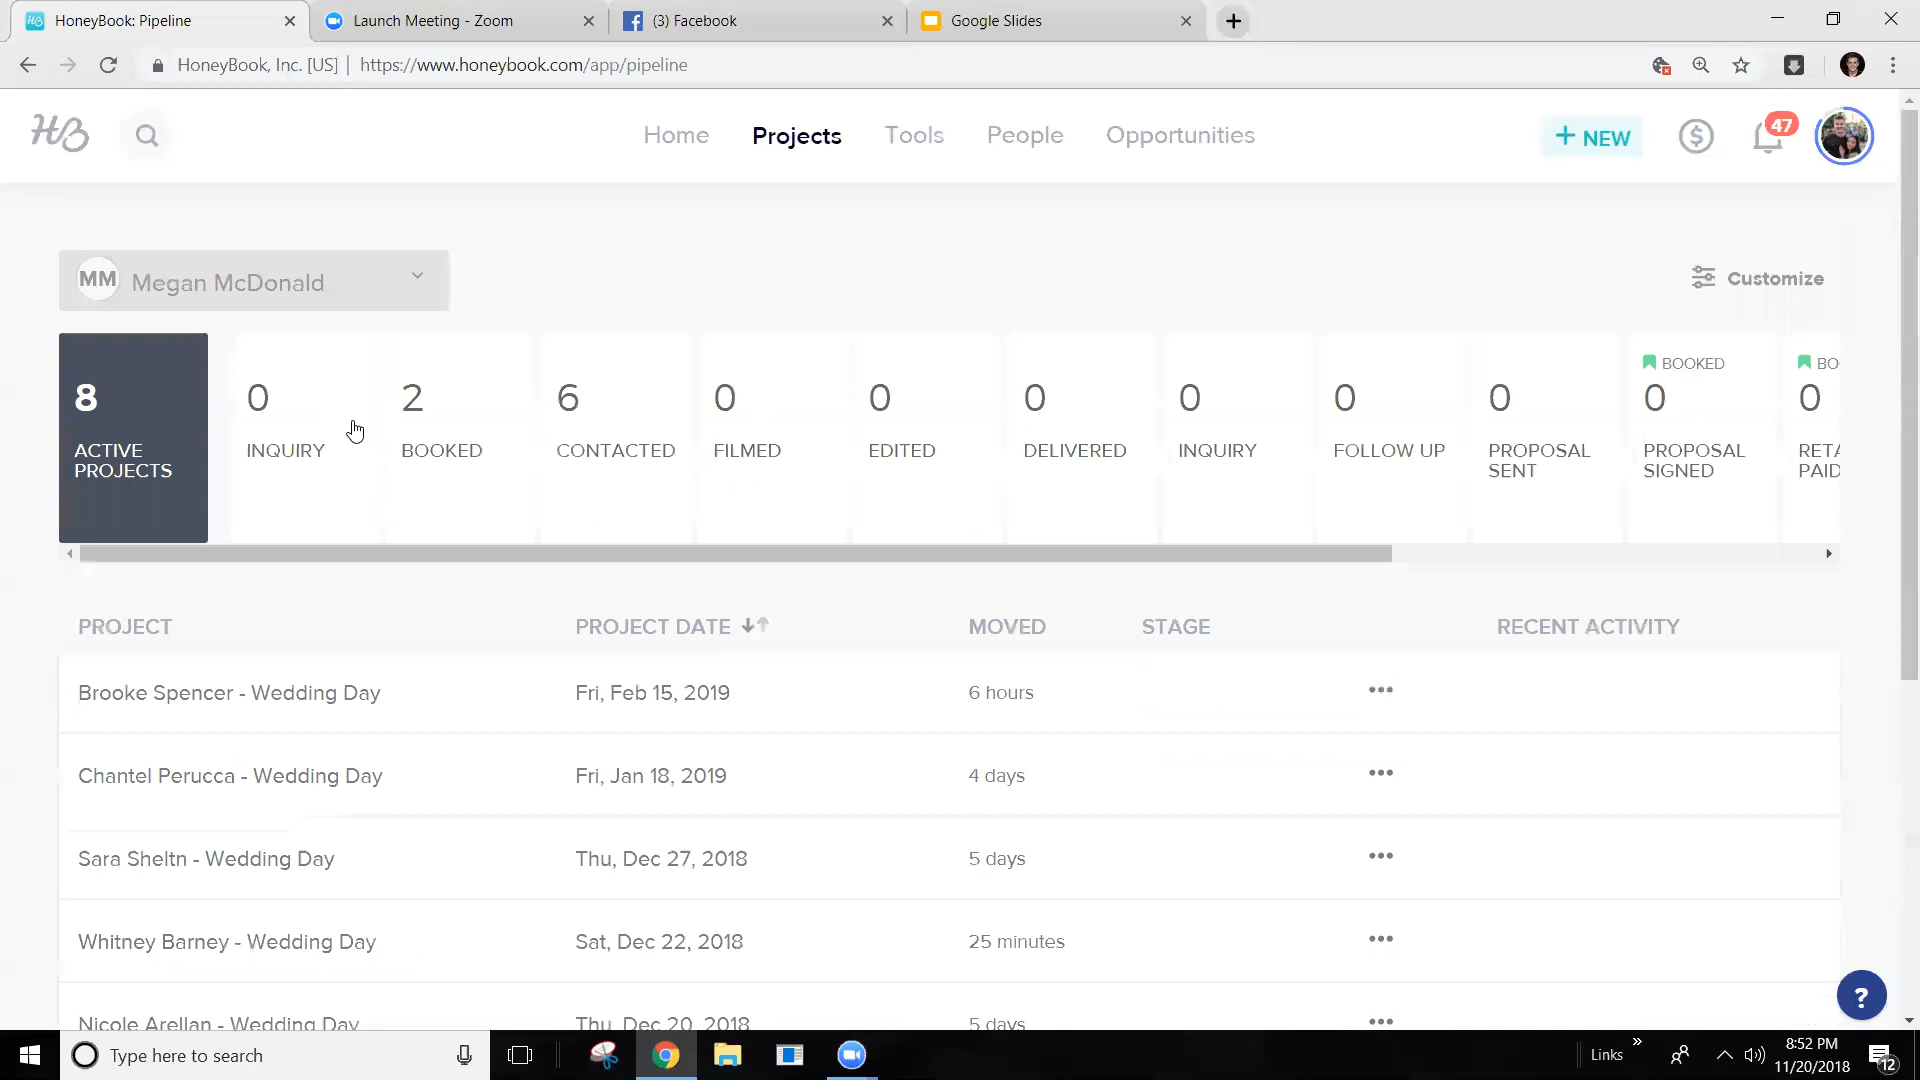 HoneyBook: Pipeline
Launch Meeting - Zoom
(3) Facebook
Google Slides
HoneyBook, Inc. [US] | https://www.honeybook.com/app/pipeline
HB
Home
Projects
Tools
People
Opportunities
+ NEW
47
MM
Megan McDonald
Customize
8
ACTIVE
PROJECTS
0
INQUIRY
2
BOOKED
6
CONTACTED
0
FILMED
0
EDITED
0
DELIVERED
0
INQUIRY
0
FOLLOW UP
0
PROPOSAL
SENT
BOOKED
0
PROPOSAL
SIGNED
BO
0
RETA
PAID
PROJECT
PROJECT DATE
MOVED
STAGE
RECENT ACTIVITY
Brooke Spencer - Wedding Day
Fri, Feb 15, 2019
6 hours
Chantel Perucca - Wedding Day
Fri, Jan 18, 2019
4 days
Sara Sheltn - Wedding Day
Thu, Dec 27, 2018
5 days
Whitney Barney - Wedding Day
Sat, Dec 22, 2018
25 minutes
Nicole Arellan - Wedding Day
Thu, Dec 20, 2018
5 days
?
Type here to search
Links
8:52 PM
11/20/2018
12